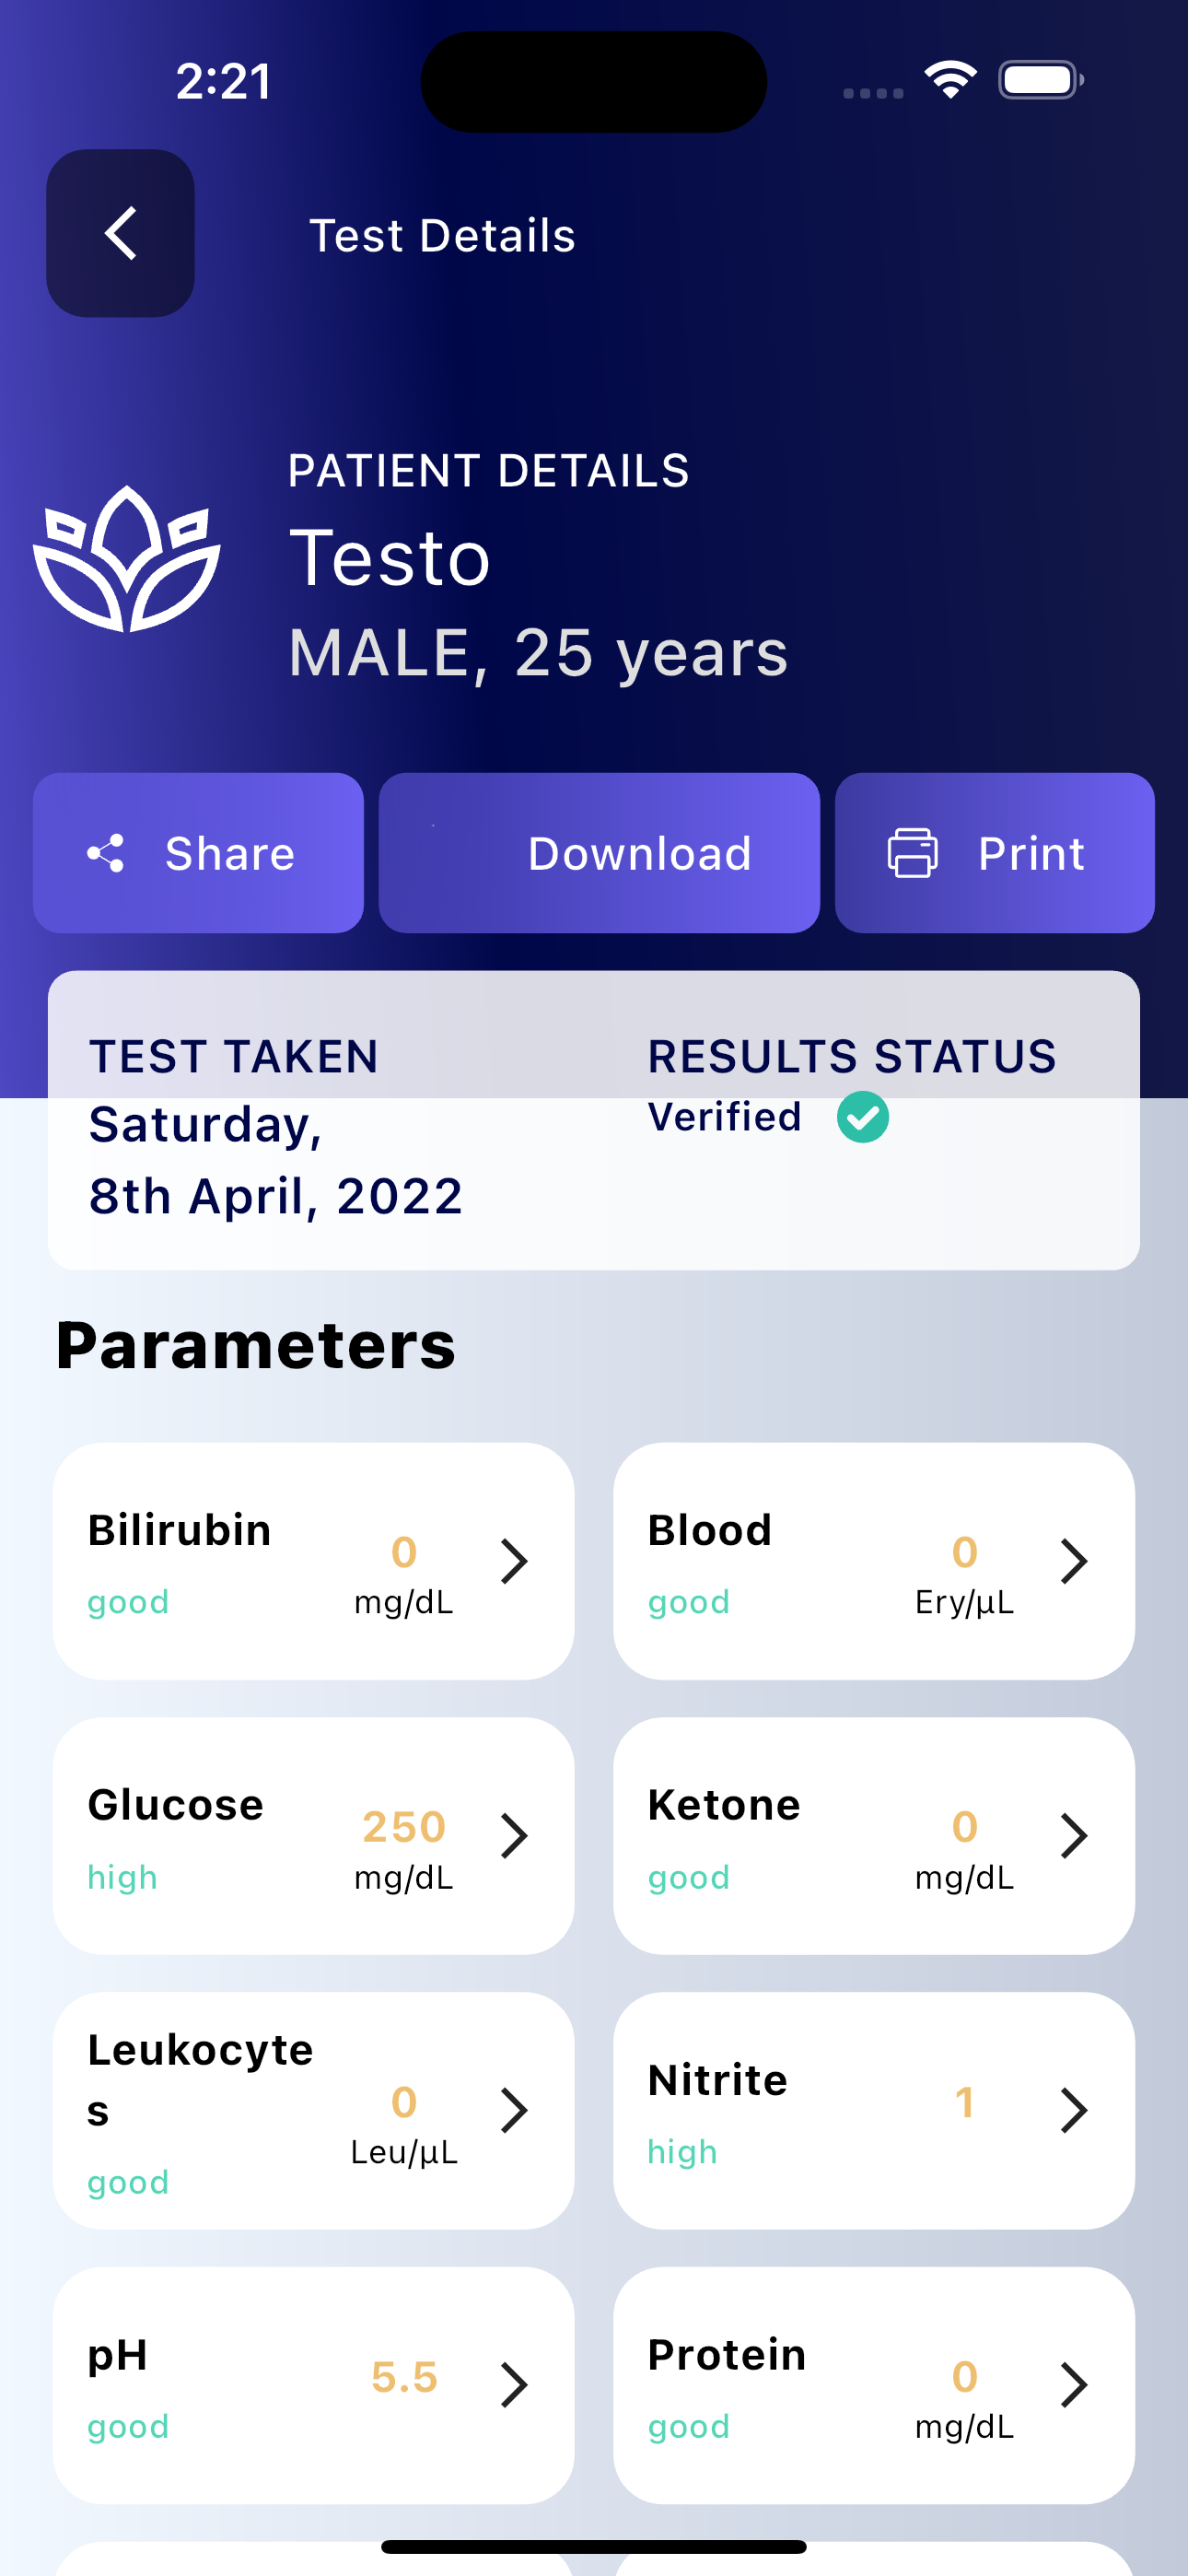 2:21
Test Details
PATIENT DETAILS
Testo
MALE, 25 years
Share
Download
Print
TEST TAKEN
Saturday,
8th April, 2022
RESULTS STATUS
Verified
Parameters
Bilirubin
good
0
mg/dL
Blood
good
0
Ery/μL
Glucose
high
250
mg/dL
Ketone
good
0
mg/dL
Leukocyte
s
good
0
Leu/μL
Nitrite
high
1
pH
good
5.5
Protein
good
0
mg/dL